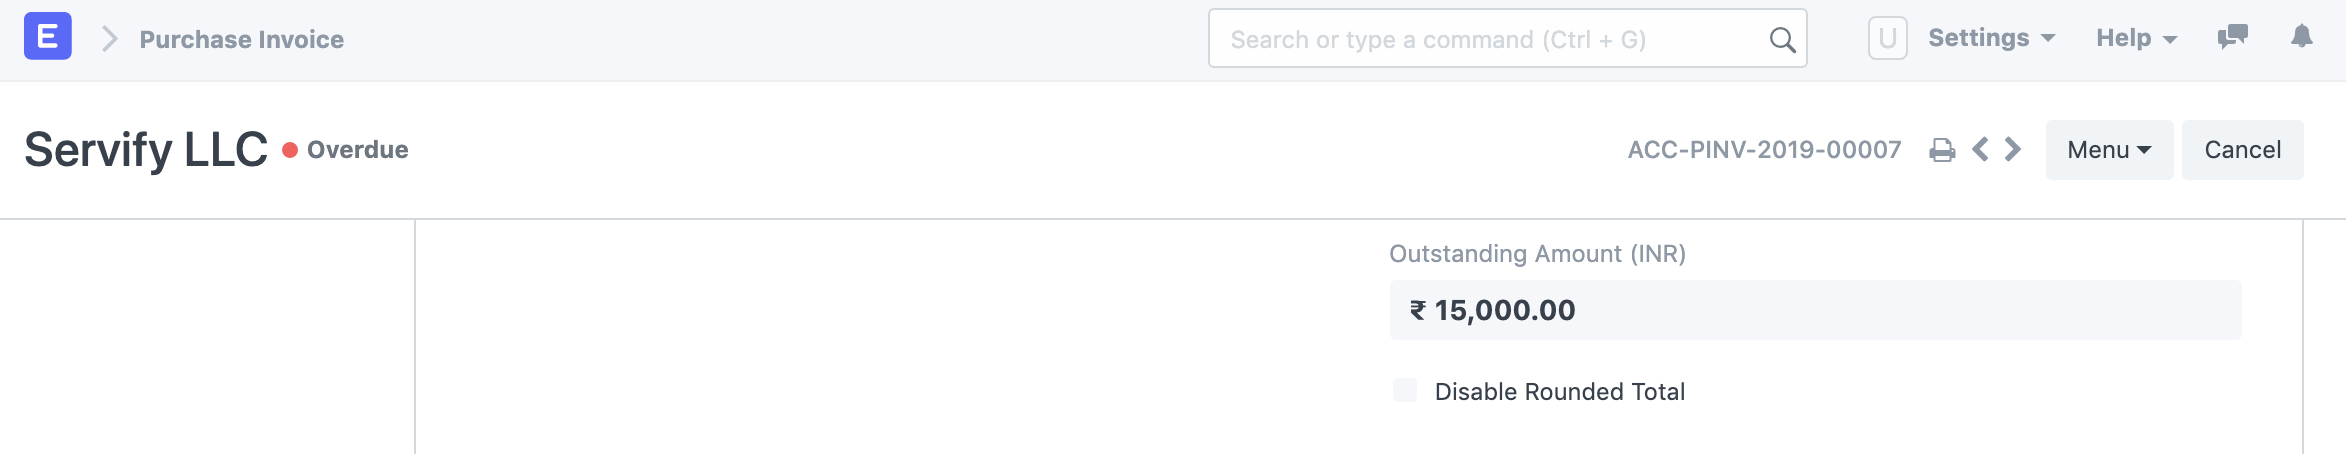 E Purchase Invoice Search or type a command (Ctrl + G) U Settings Help
Servify LLC Overdue ACC-PINV-2019-00007 Menu Cancel
Outstanding Amount (INR)
₹ 15,000.00
Disable Rounded Total